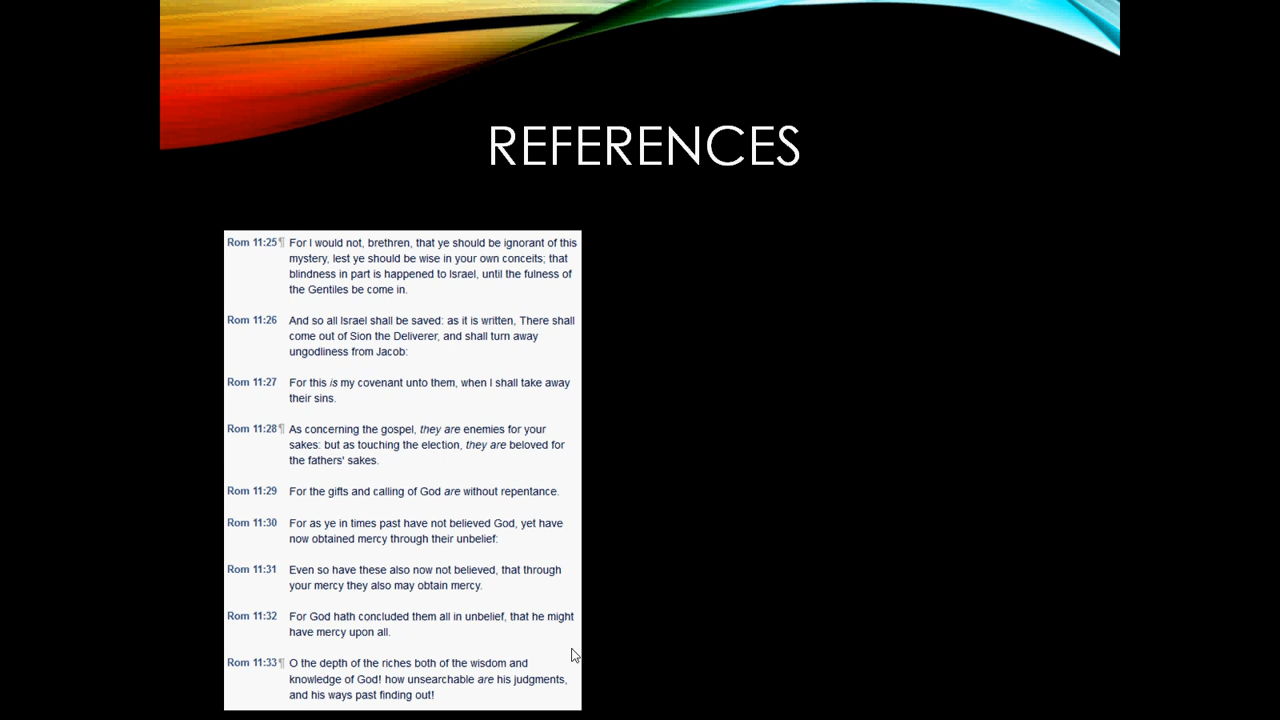 REFERENCES
Rom 11:25¶ For I would not, brethren, that ye should be ignorant of this
mystery, lest ye should be wise in your own conceits; that
blindness in part is happened to Israel, until the fulness of
the Gentiles be come in.
Rom 11:26 And so all Israel shall be saved: as it is written, There shall
come out of Sion the Deliverer, and shall turn away
ungodliness from Jacob:
Rom 11:27 For this is my covenant unto them, when I shall take away
their sins.
Rom 11:28¶ As concerning the gospel, they are enemies for your
sakes: but as touching the election, they are beloved for
the fathers' sakes.
Rom 11:29 For the gifts and calling of God are without repentance.
Rom 11:30 For as ye in times past have not believed God, yet have
now obtained mercy through their unbelief:
Rom 11:31 Even so have these also now not believed, that through
your mercy they also may obtain mercy.
Rom 11:32 For God hath concluded them all in unbelief, that he might
have mercy upon all.
Rom 11:33¶ O the depth of the riches both of the wisdom and
knowledge of God! how unsearchable are his judgments,
and his ways past finding out!